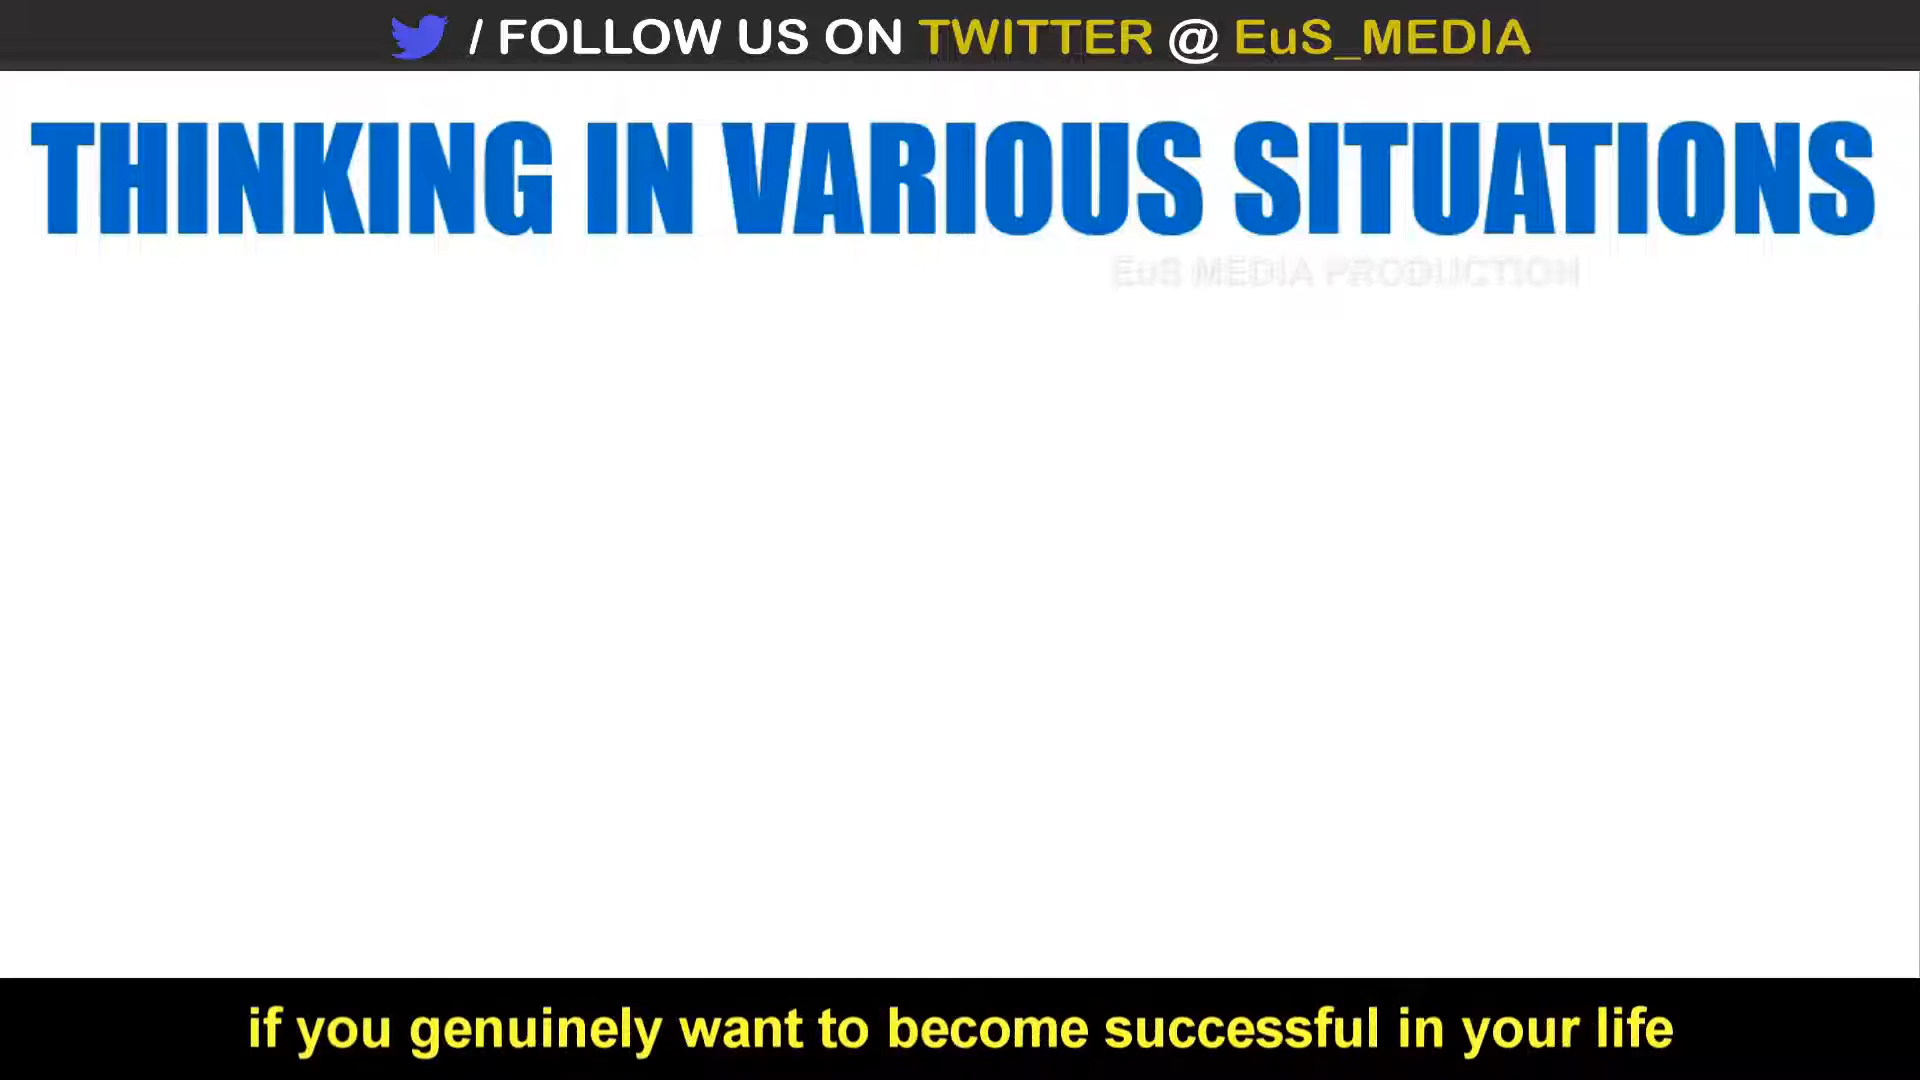 / FOLLOW US ON TWITTER @ EuS_MEDIA
THINKING IN VARIOUS SITUATIONS
EuS MEDIA PRODUCTION
if you genuinely want to become successful in your life